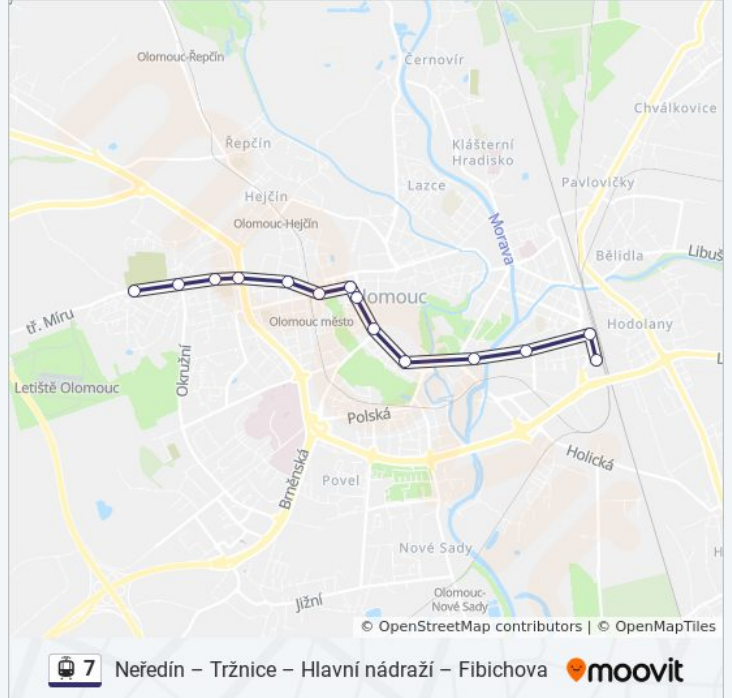 Olomouc-Řepčín
Černovír
Chválkovice
Řepčín
Klášterní
Hradisko
Lazce
Pavlovičky
Hejčín
Olomouc-Hejčín
Morava
Bělidla
Libuš
lomouc
Olomouc město
Hodolany
tř. Míru
Okružní
Letiště Olomouc
L
Polská
Brněnská
Holická
Povel
Nové Sady
H
Olomouc-
Nové Sady
Jižní
© OpenStreetMap contributors | © OpenMapTiles
7 Neředín – Tržnice – Hlavní nádraží – Fibichova moovit